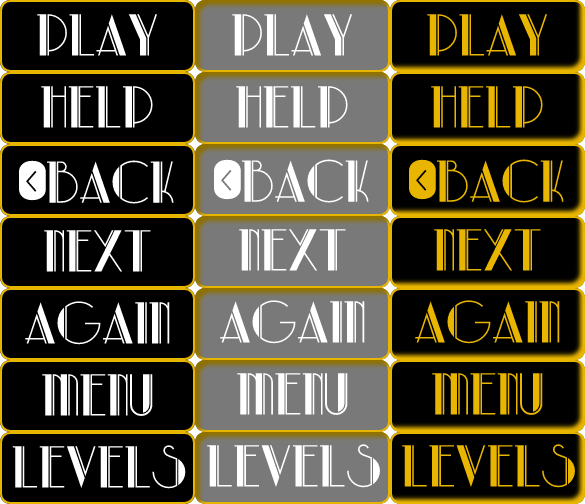 PLAY PLAY PLAY
HELP HELP HELP
BACK BACK BACK
NEXT NEXT NEXT
AGAIN AGAIN AGAIN
MENU MENU MENU
LEVELS LEVELS LEVELS